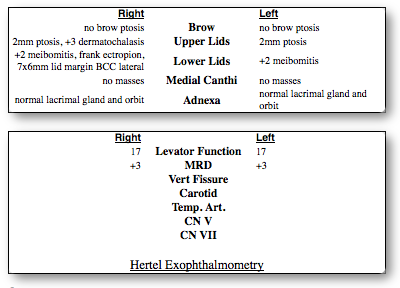 Right Left
no brow ptosis Brow no brow ptosis
2mm ptosis, +3 dermatochalasis Upper Lids 2mm ptosis
+2 meibomitis, frank ectropion,
7x6mm lid margin BCC lateral Lower Lids +2 meibomitis
no masses Medial Canthi no masses
normal lacrimal gland and orbit Adnexa normal lacrimal gland and
orbit
Right Left
17 Levator Function 17
+3 MRD +3
Vert Fissure
Carotid
Temp. Art.
CN V
CN VII
Hertel Exophthalmometry